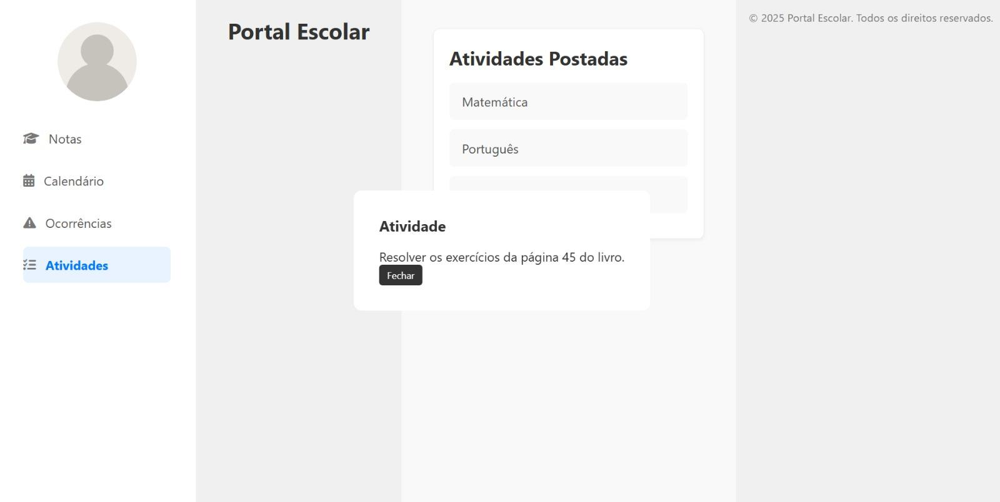 Notas
Calendário
Ocorrências
Atividades
Portal Escolar
Atividades Postadas
Matemática
Português
Atividade
Resolver os exercícios da página 45 do livro.
Fechar
© 2025 Portal Escolar. Todos os direitos reservados.